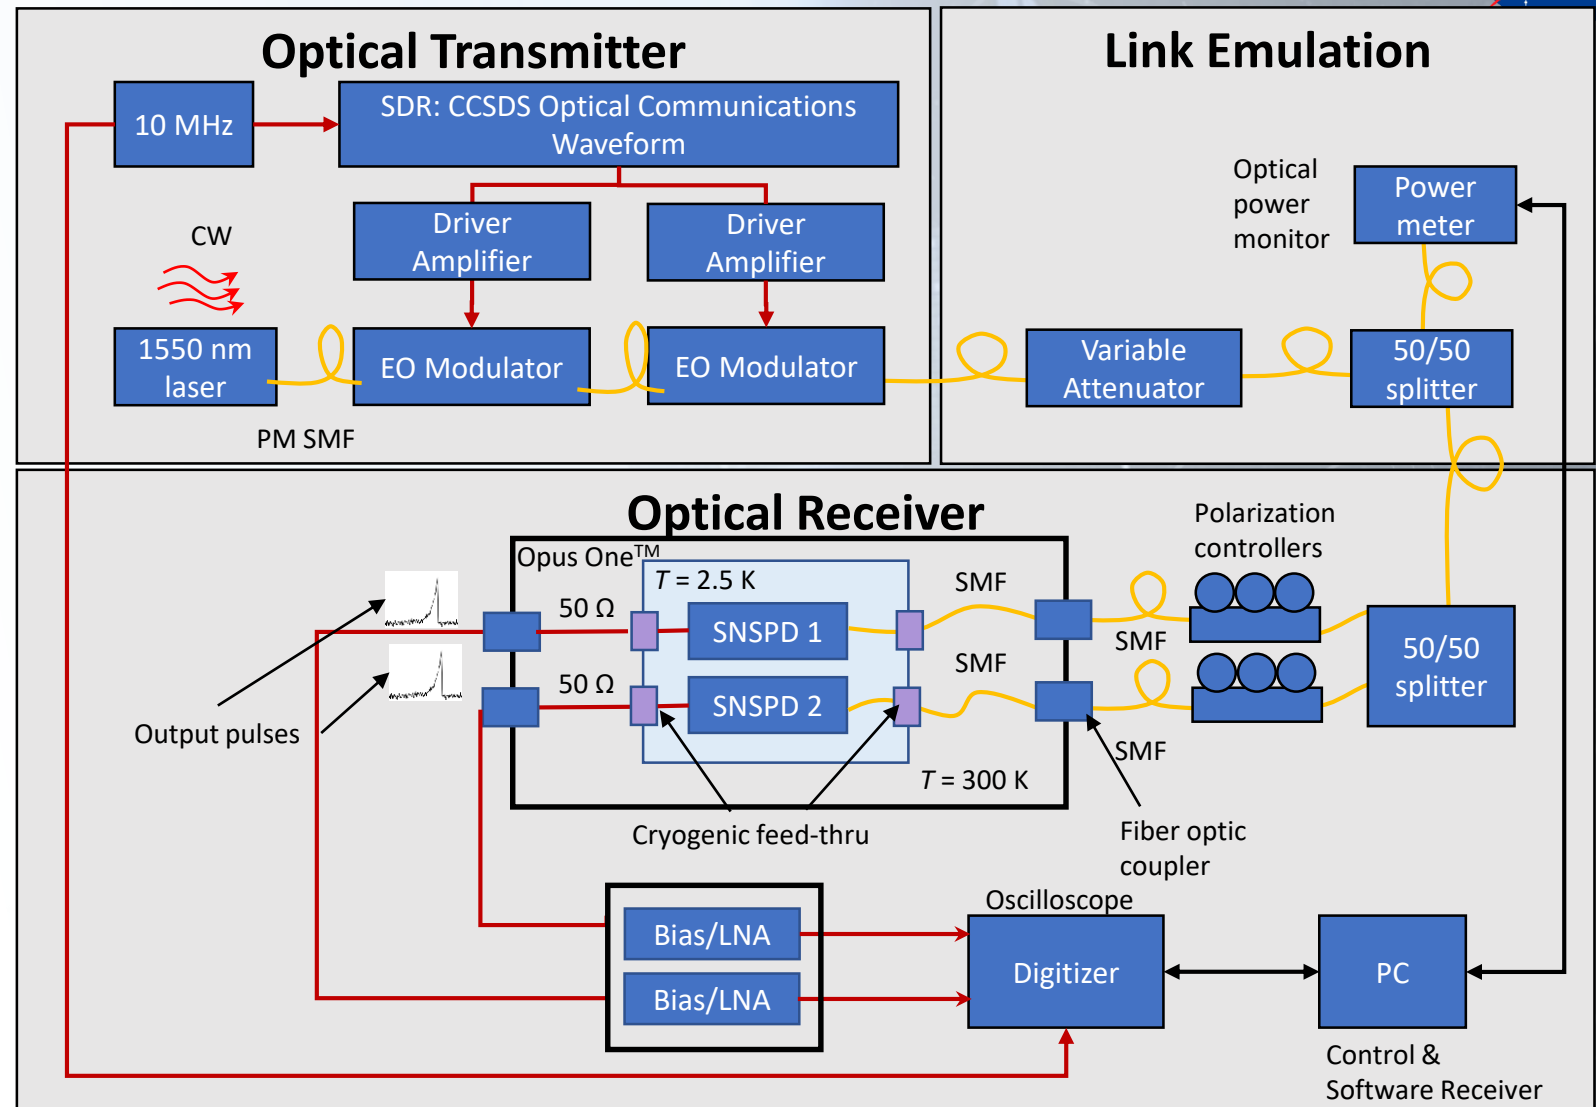 Optical Transmitter
10 MHz
SDR: CCSDS Optical Communications
Waveform
CW
Driver
Amplifier
Driver
Amplifier
1550 nm
laser
EO Modulator
EO Modulator
PM SMF
Link Emulation
Optical
power
monitor
Power
meter
Variable
Attenuator
50/50
splitter
Optical Receiver
Opus One™
T = 2.5 K
50 Ω
SNSPD 1
SMF
50 Ω
SNSPD 2
SMF
T = 300 K
Polarization
controllers
SMF
SMF
50/50
splitter
Output pulses
Cryogenic feed-thru
Fiber optic
coupler
Bias/LNA
Bias/LNA
Oscilloscope
Digitizer
PC
Control &
Software Receiver